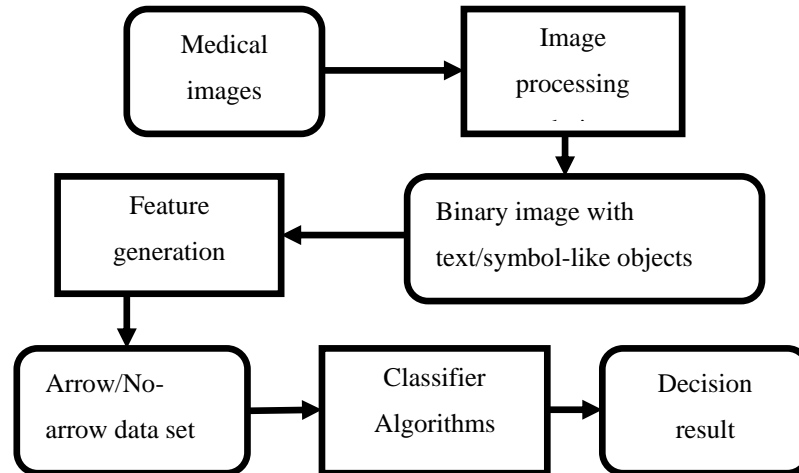 Medical
images
Image
processing
Binary image with
text/symbol-like objects
Feature
generation
Arrow/No-
arrow data set
Classifier
Algorithms
Decision
result